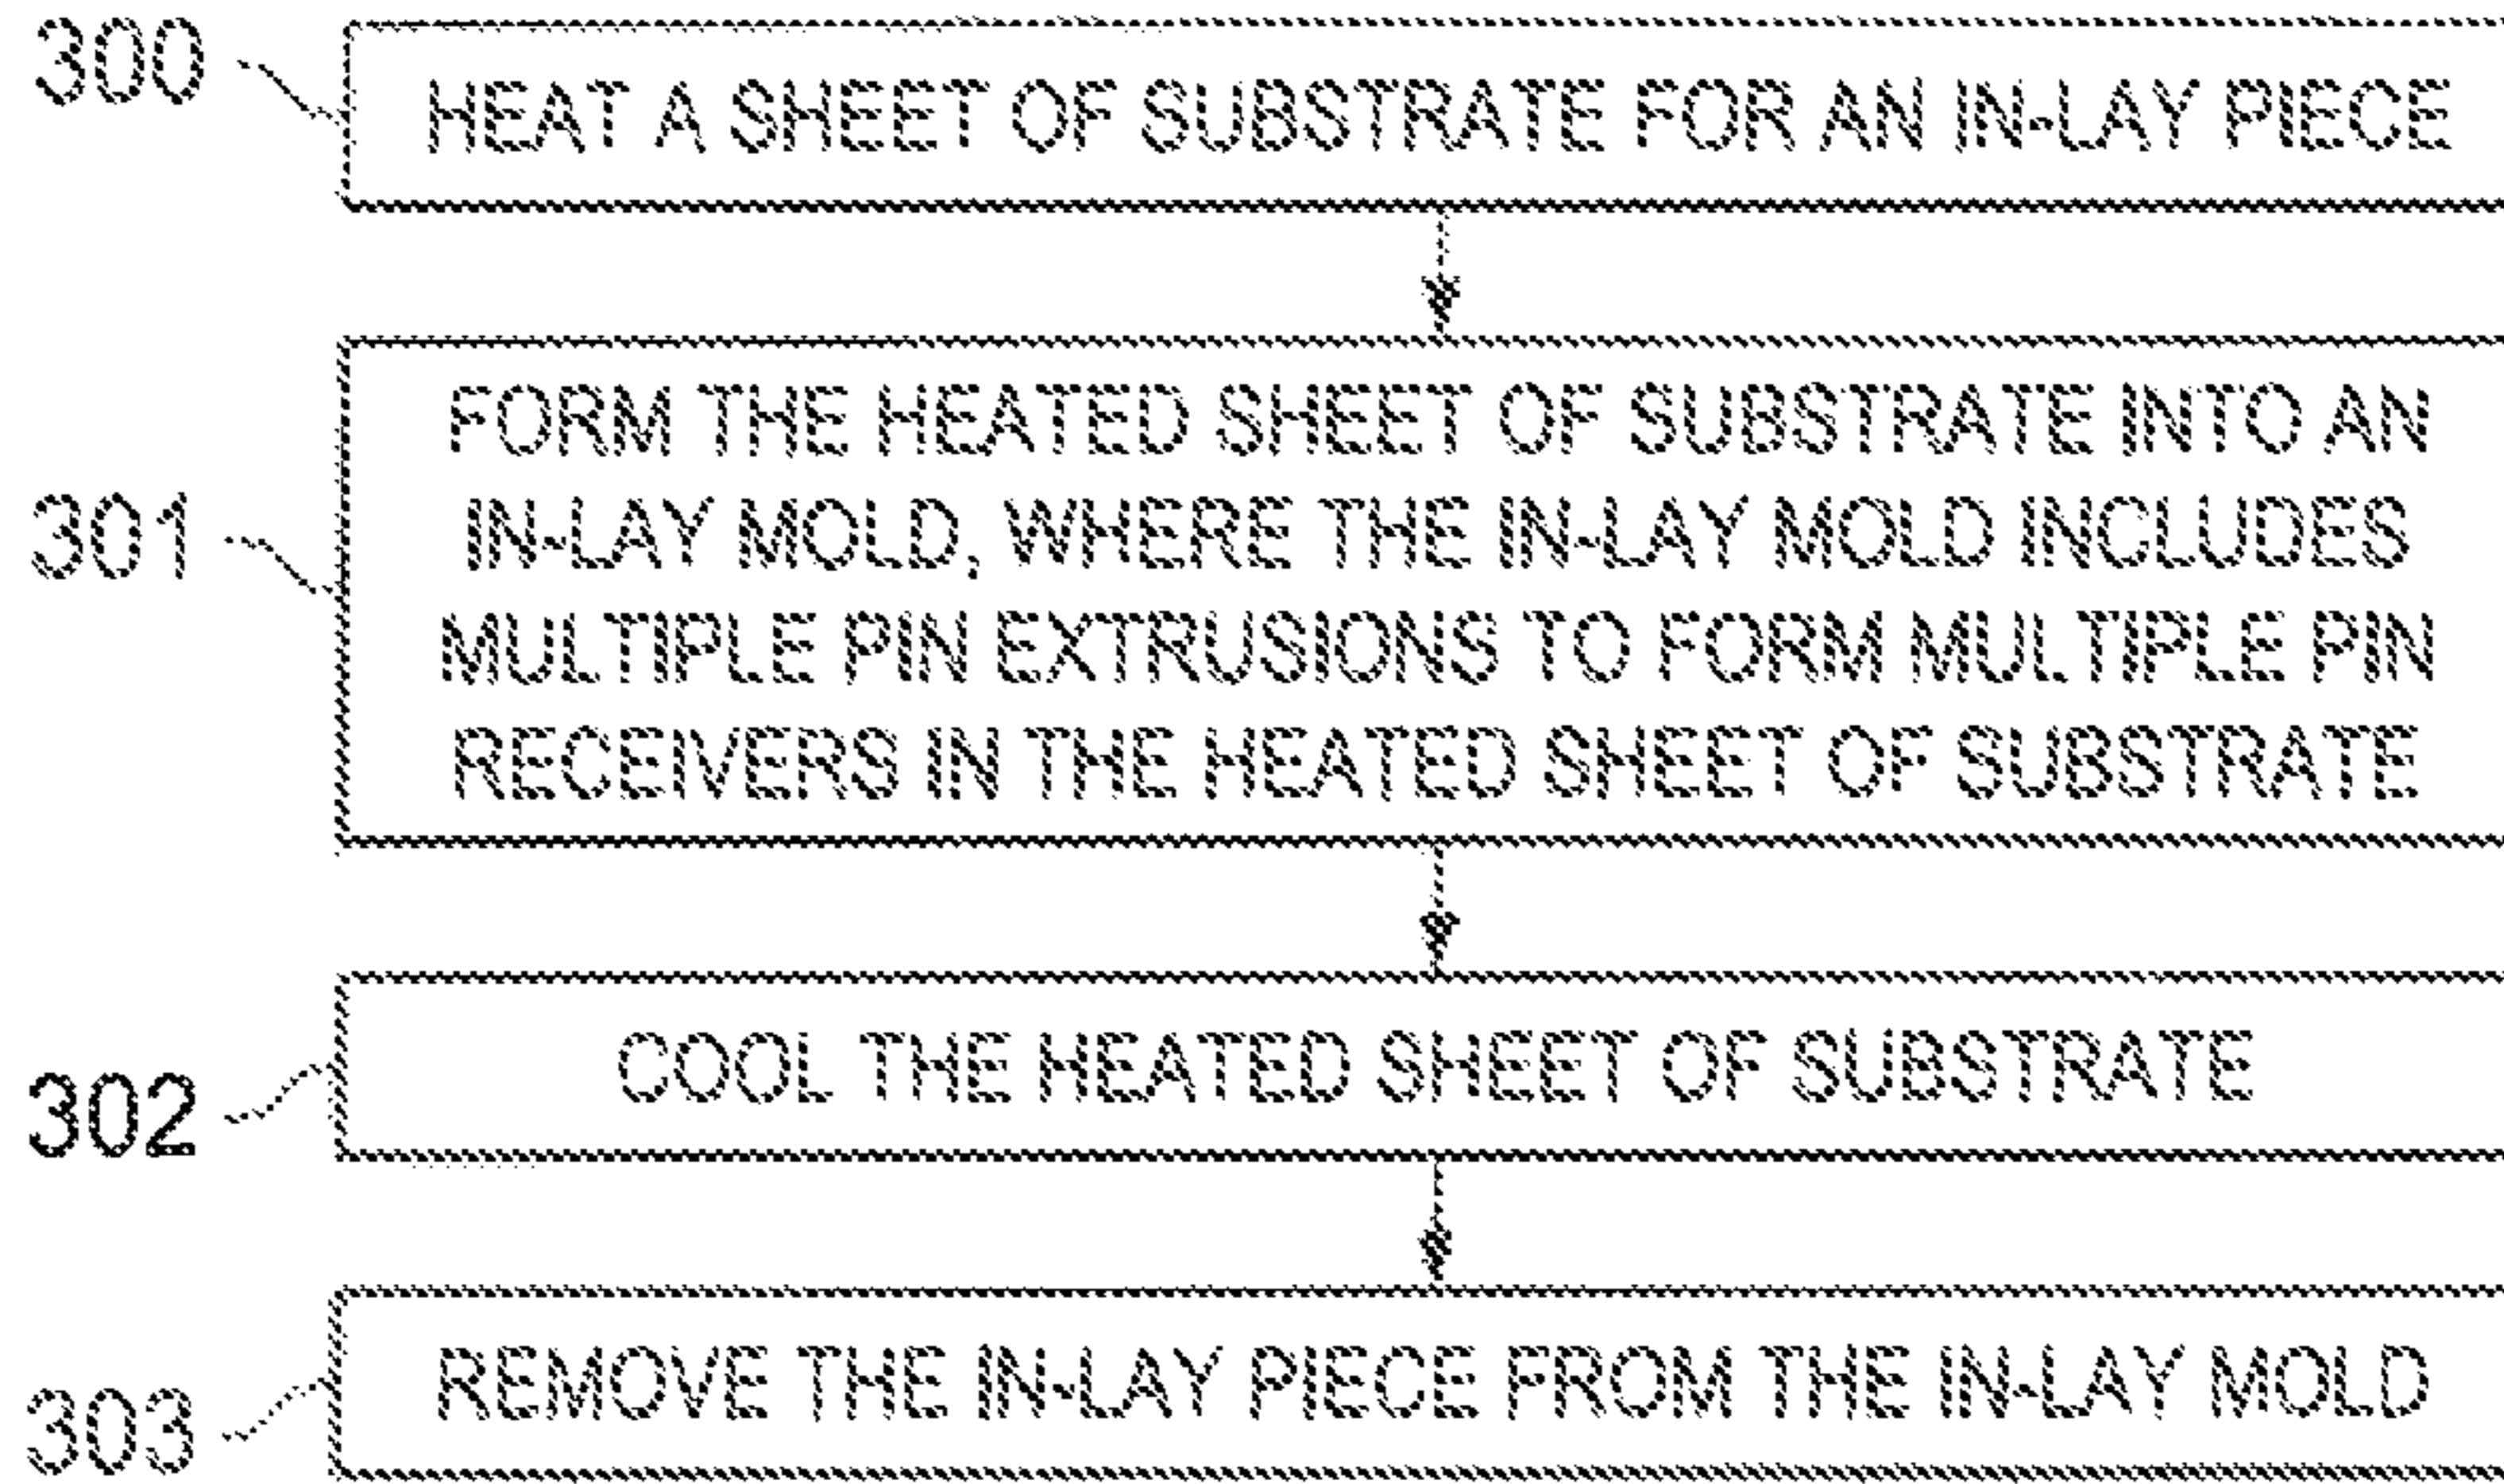 300
HEAT A SHEET OF SUBSTRATE FOR AN IN-LAY PIECE
301
FORM THE HEATED SHEET OF SUBSTRATE INTO AN
IN-LAY MOLD, WHERE THE IN-LAY MOLD INCLUDES
MULTIPLE PIN EXTRUSIONS TO FORM MULTIPLE PIN
RECEIVERS IN THE HEATED SHEET OF SUBSTRATE
302
COOL THE HEATED SHEET OF SUBSTRATE
303
REMOVE THE IN-LAY PIECE FROM THE IN-LAY MOLD